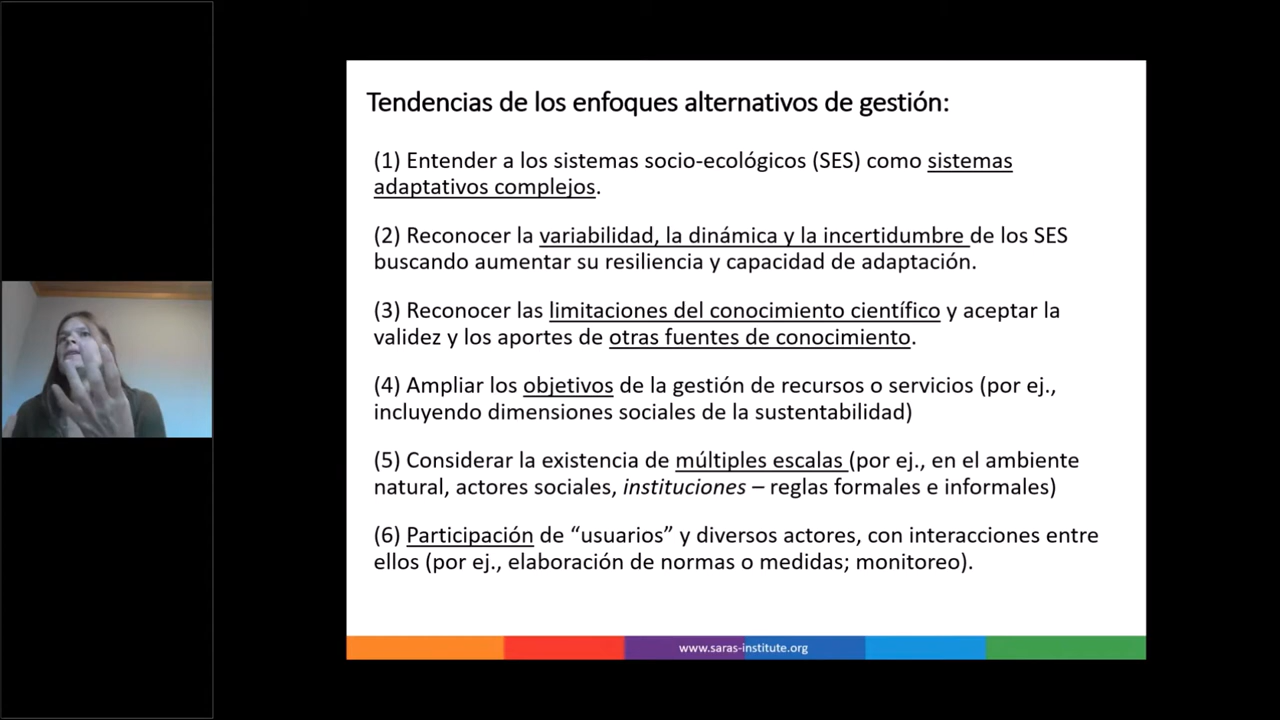 Tendencias de los enfoques alternativos de gestión:
(1) Entender a los sistemas socio-ecológicos (SES) como sistemas
adaptativos complejos.
(2) Reconocer la variabilidad, la dinámica y la incertidumbre de los SES
buscando aumentar su resiliencia y capacidad de adaptación.
(3) Reconocer las limitaciones del conocimiento científico y aceptar la
validez y los aportes de otras fuentes de conocimiento.
(4) Ampliar los objetivos de la gestión de recursos o servicios (por ej.,
incluyendo dimensiones sociales de la sustentabilidad)
(5) Considerar la existencia de múltiples escalas (por ej., en el ambiente
natural, actores sociales, instituciones – reglas formales e informales)
(6) Participación de “usuarios” y diversos actores, con interacciones entre
ellos (por ej., elaboración de normas o medidas; monitoreo).
www.saras-institute.org